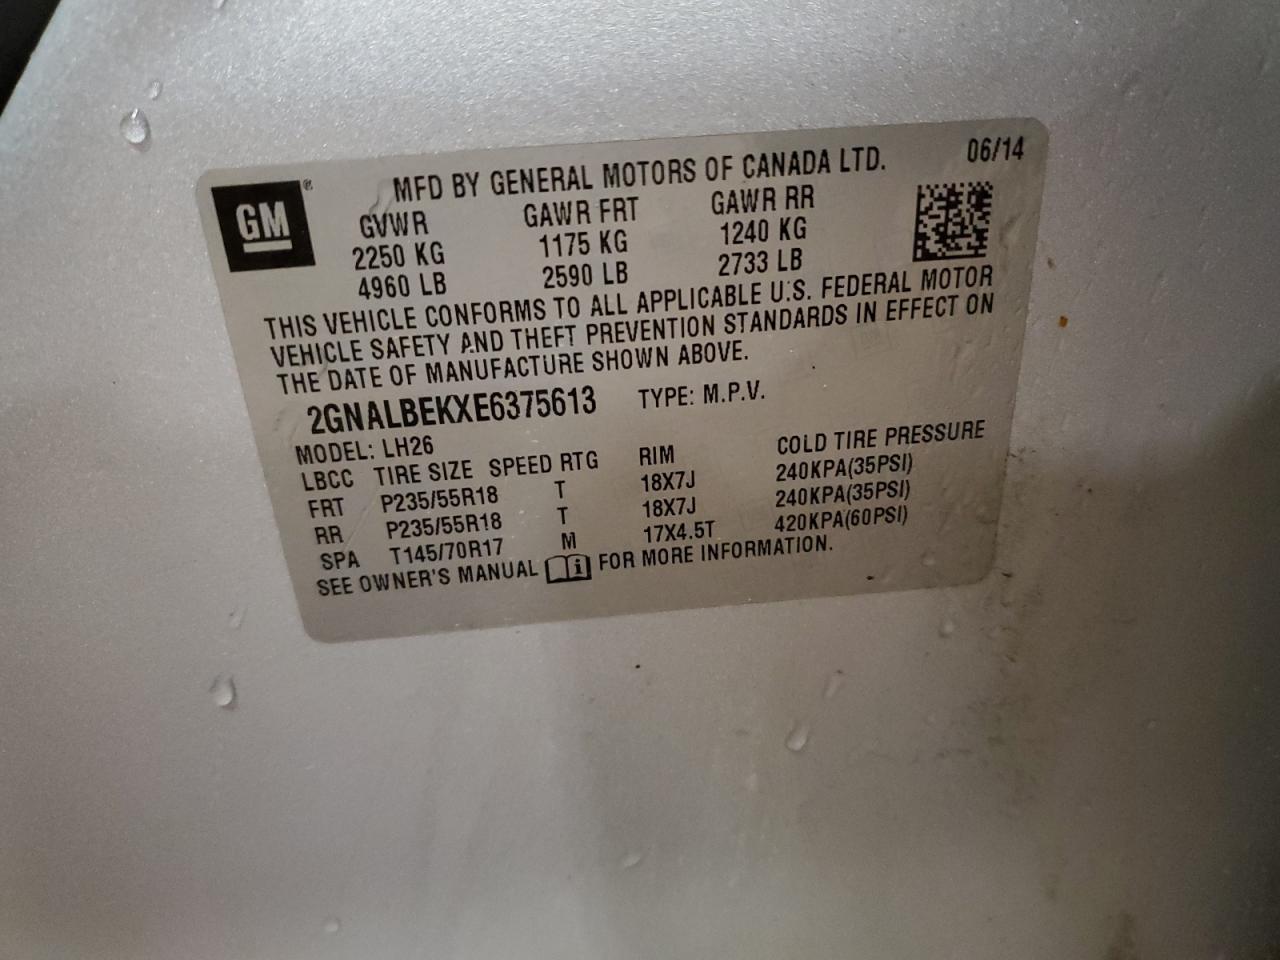 GM®
MFD BY GENERAL MOTORS OF CANADA LTD. 06/14
GVWR GAWR FRT GAWR RR
2250 KG 1175 KG 1240 KG
4960 LB 2590 LB 2733 LB
THIS VEHICLE CONFORMS TO ALL APPLICABLE U.S. FEDERAL MOTOR
VEHICLE SAFETY AND THEFT PREVENTION STANDARDS IN EFFECT ON
THE DATE OF MANUFACTURE SHOWN ABOVE.
2GNALBEKXE6375613 TYPE: M.P.V.
MODEL: LH26
LBCC TIRE SIZE SPEED RTG RIM COLD TIRE PRESSURE
FRT P235/55R18 T 18X7J 240KPA(35PSI)
RR P235/55R18 T 18X7J 240KPA(35PSI)
SPA T145/70R17 M 17X4.5T 420KPA(60PSI)
SEE OWNER'S MANUAL i FOR MORE INFORMATION.